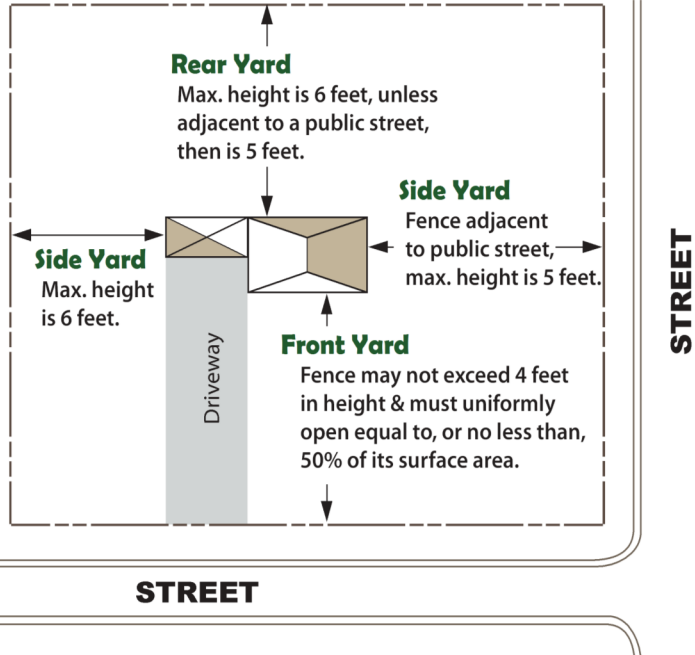 Rear Yard
Max. height is 6 feet, unless
adjacent to a public street,
then is 5 feet.
Side Yard
Fence adjacent
to public street,
max. height is 5 feet.
Side Yard
Max. height
is 6 feet.
STREET
Driveway
Front Yard
Fence may not exceed 4 feet
in height & must uniformly
open equal to, or no less than,
50% of its surface area.
STREET